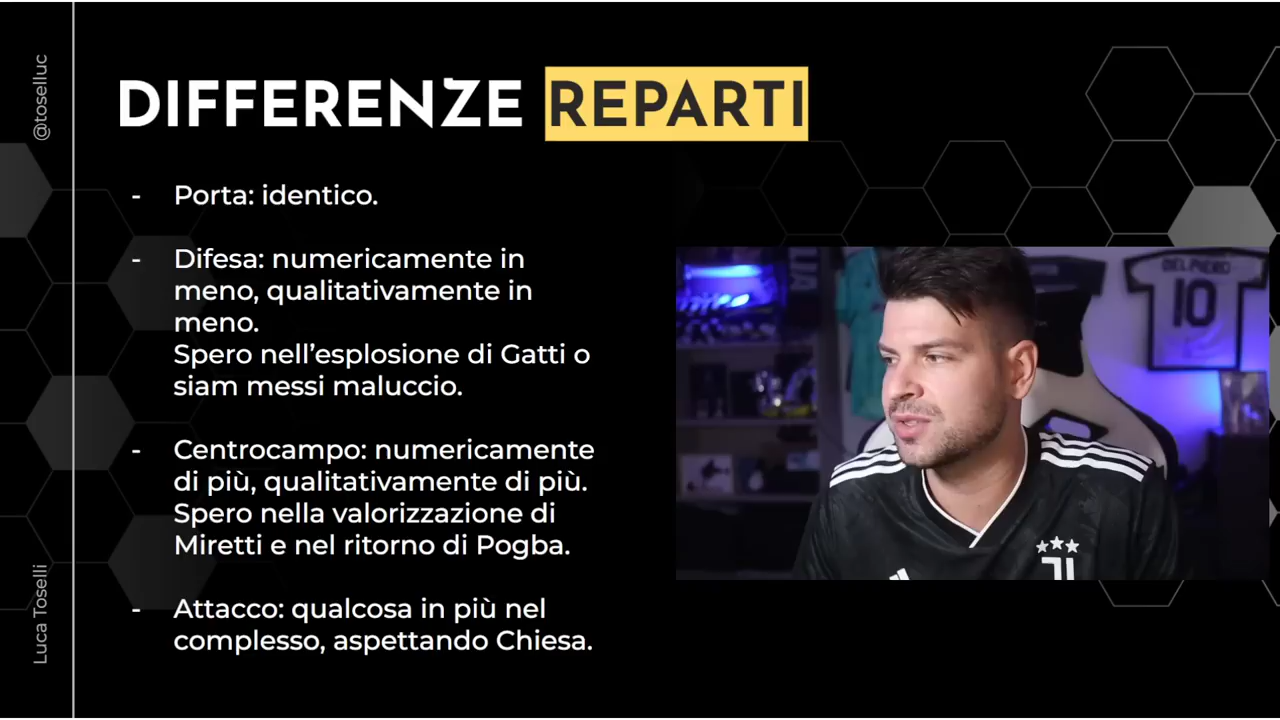 @toselluc
Luca Toselli
DIFFERENZE REPARTI
- Porta: identico.
- Difesa: numericamente in
meno, qualitativamente in
meno.
Spero nell’esplosione di Gatti o
siam messi maluccio.
- Centrocampo: numericamente
di più, qualitativamente di più.
Spero nella valorizzazione di
Miretti e nel ritorno di Pogba.
- Attacco: qualcosa in più nel
complesso, aspettando Chiesa.
DEL PIERO
10